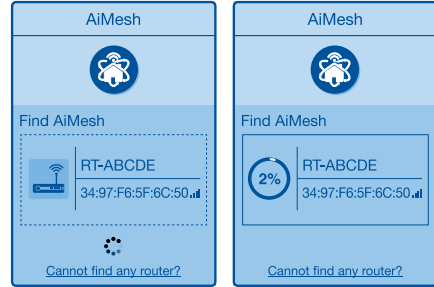 AiMesh
Find AiMesh
RT-ABCDE
34:97:F6:5F:6C:50
Cannot find any router?
AiMesh
Find AiMesh
2%
RT-ABCDE
34:97:F6:5F:6C:50
Cannot find any router?